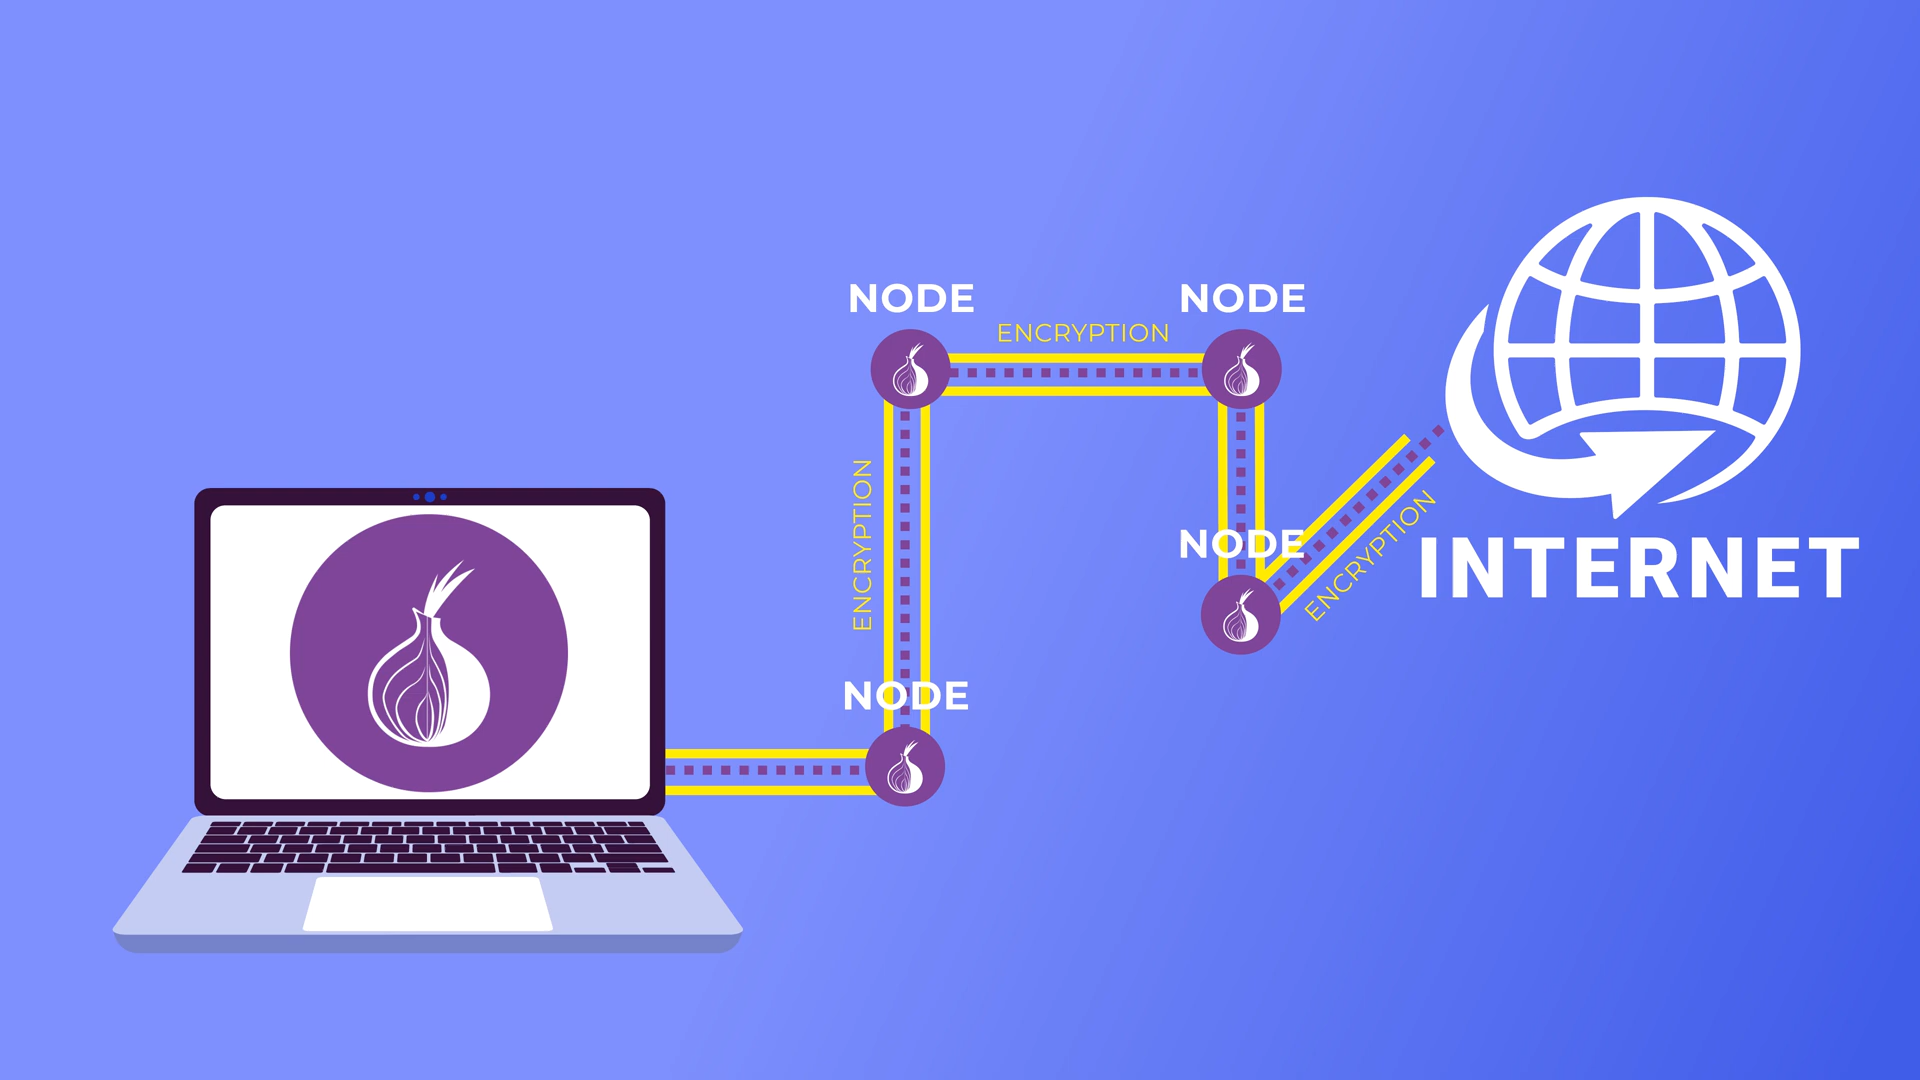 NODE
NODE
ENCRYPTION
ENCRYPTION
NODE
ENCRYPTION
INTERNET
NODE